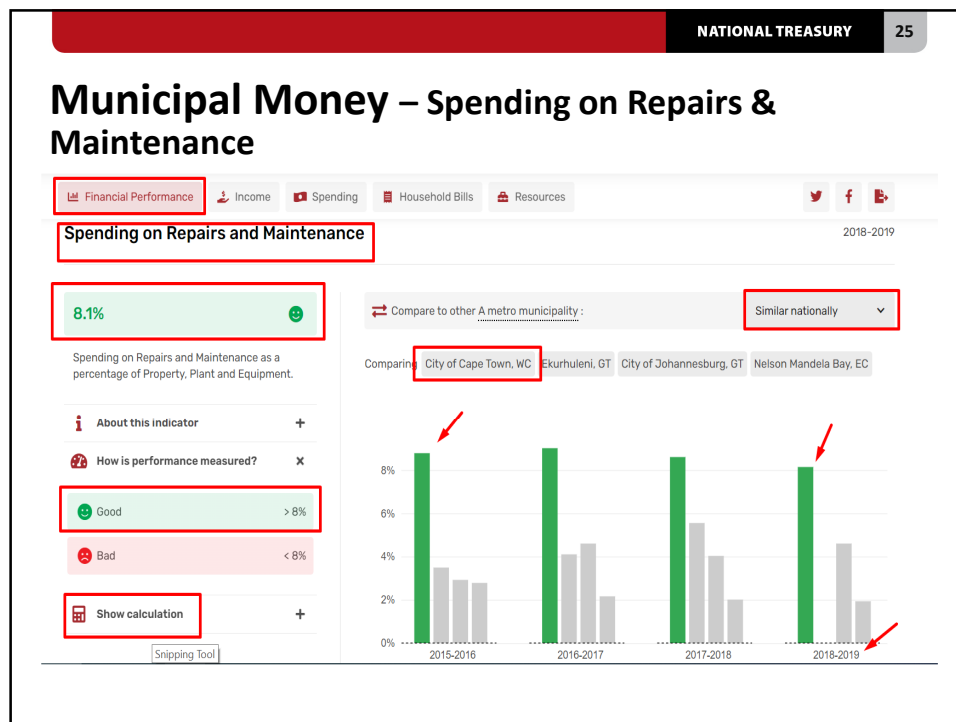 NATIONAL TREASURY 25
Municipal Money – Spending on Repairs &
Maintenance
Financial Performance Income Spending Household Bills Resources
Spending on Repairs and Maintenance 2018-2019
8.1%
Compare to other A metro municipality : Similar nationally
Spending on Repairs and Maintenance as a
percentage of Property, Plant and Equipment.
Comparing City of Cape Town, WC Ekurhuleni, GT City of Johannesburg, GT Nelson Mandela Bay, EC
About this indicator +
How is performance measured? ×
Good > 8%
Bad < 8%
Show calculation +
Snipping Tool
8%
6%
4%
2%
0%
2015-2016 2016-2017 2017-2018 2018-2019